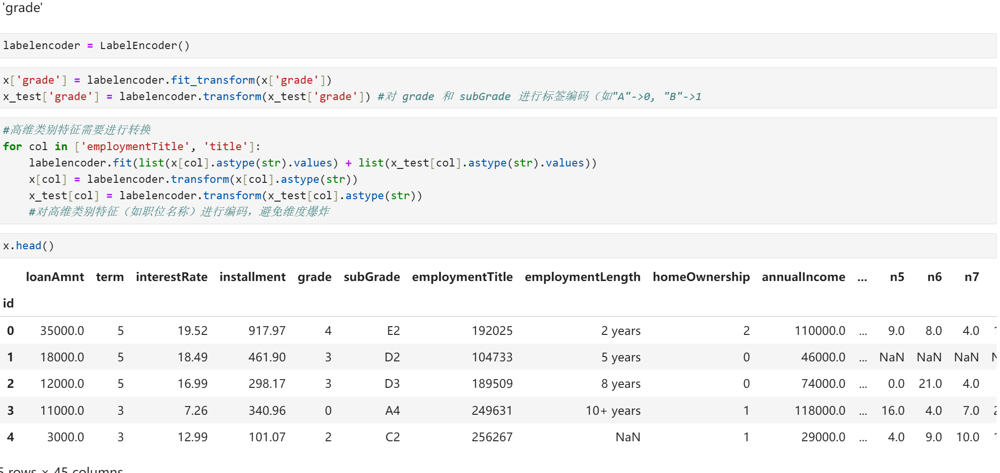 'grade'
labelencoder = LabelEncoder()
x['grade'] = labelencoder.fit_transform(x['grade'])
x_test['grade'] = labelencoder.transform(x_test['grade']) #对 grade 和 subGrade 进行标签编码（如"A"->0, "B"->1
#高维类别特征需要进行转换
for col in ['employmentTitle', 'title']:
    labelencoder.fit(list(x[col].astype(str).values) + list(x_test[col].astype(str).values))
    x[col] = labelencoder.transform(x[col].astype(str))
    x_test[col] = labelencoder.transform(x_test[col].astype(str))
    #对高维类别特征（如职位名称）进行编码，避免维度爆炸
x.head()
loanAmnt term interestRate installment grade subGrade employmentTitle employmentLength homeOwnership annualIncome ... n5 n6 n7
id
0 35000.0 5 19.52 917.97 4 E2 192025 2 years 2 110000.0 ... 9.0 8.0 4.0
1 18000.0 5 18.49 461.90 3 D2 104733 5 years 0 46000.0 ... NaN NaN NaN
2 12000.0 5 16.99 298.17 3 D3 189509 8 years 0 74000.0 ... 0.0 21.0 4.0
3 11000.0 3 7.26 340.96 0 A4 249631 10+ years 1 118000.0 ... 16.0 4.0 7.0
4 3000.0 3 12.99 101.07 2 C2 256267 NaN 1 29000.0 ... 4.0 9.0 10.0
5 rows × 45 columns